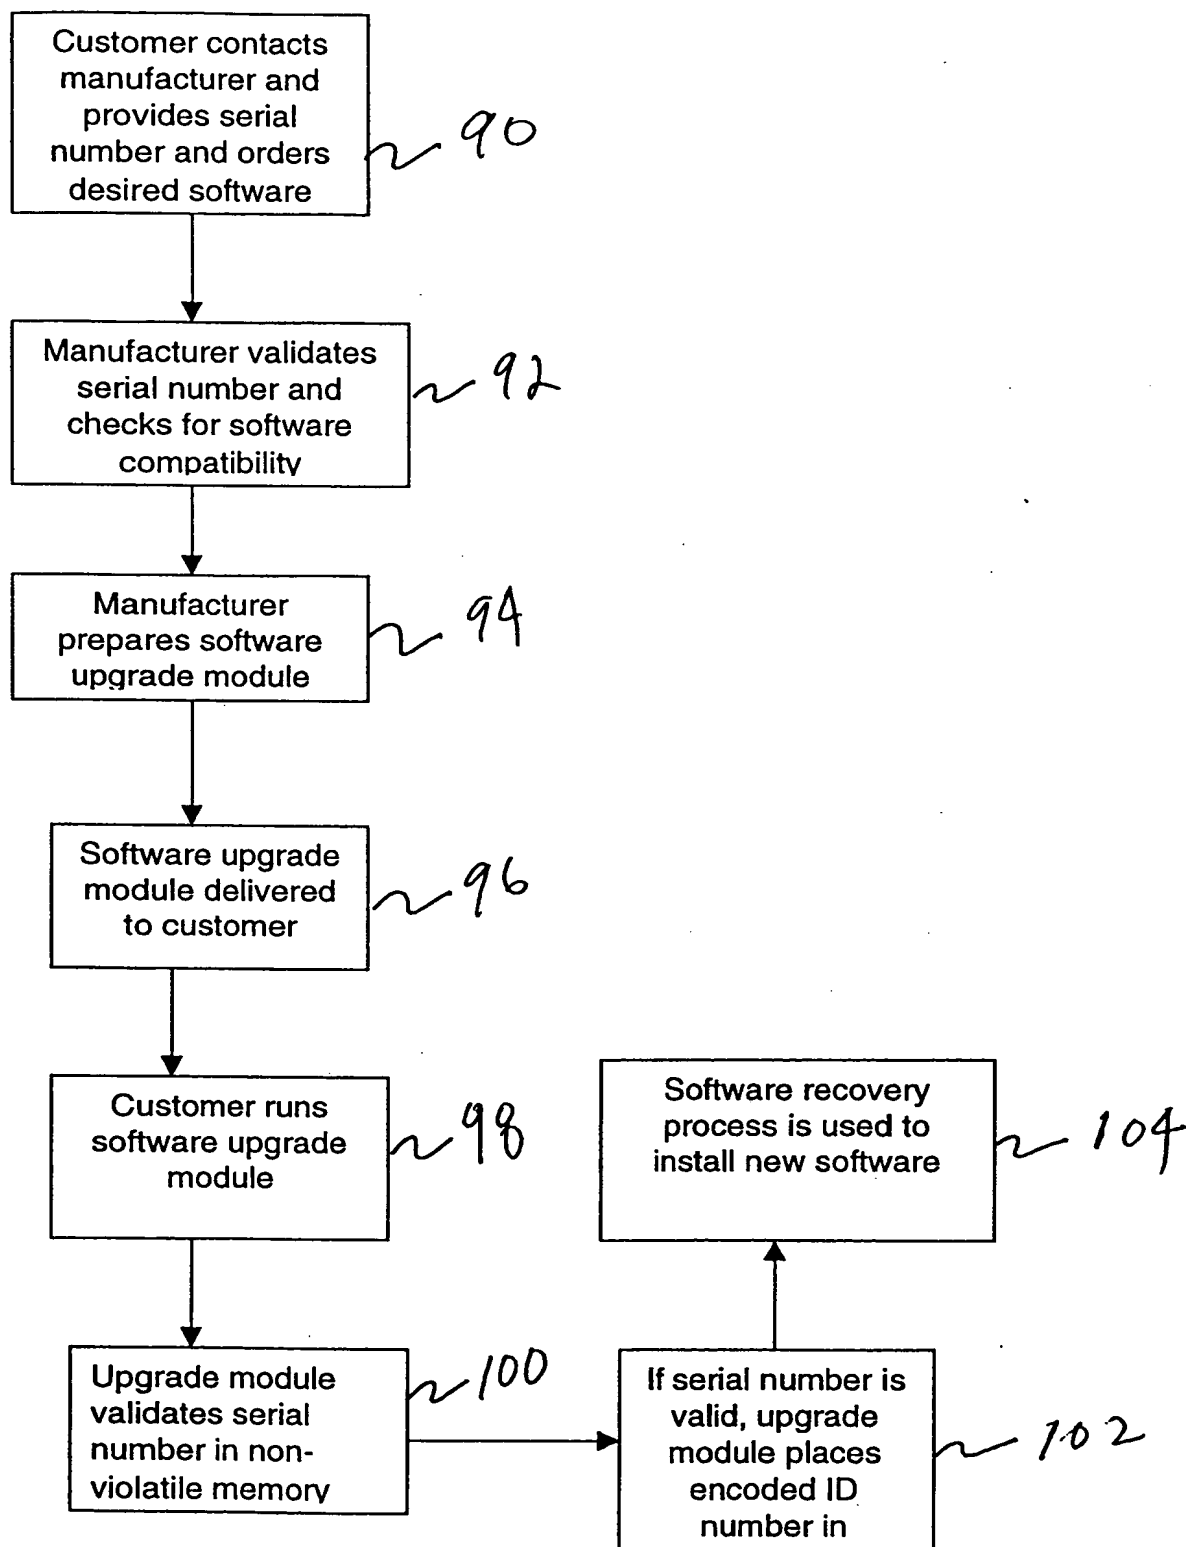 Customer contacts
manufacturer and
provides serial
number and orders
desired software
90
Manufacturer validates
serial number and
checks for software
compatibility
92
Manufacturer
prepares software
upgrade module
94
Software upgrade
module delivered
to customer
96
Customer runs
software upgrade
module
98
Upgrade module
validates serial
number in non-
violatile memory
100
If serial number is
valid, upgrade
module places
encoded ID
number in
102
Software recovery
process is used to
install new software
104